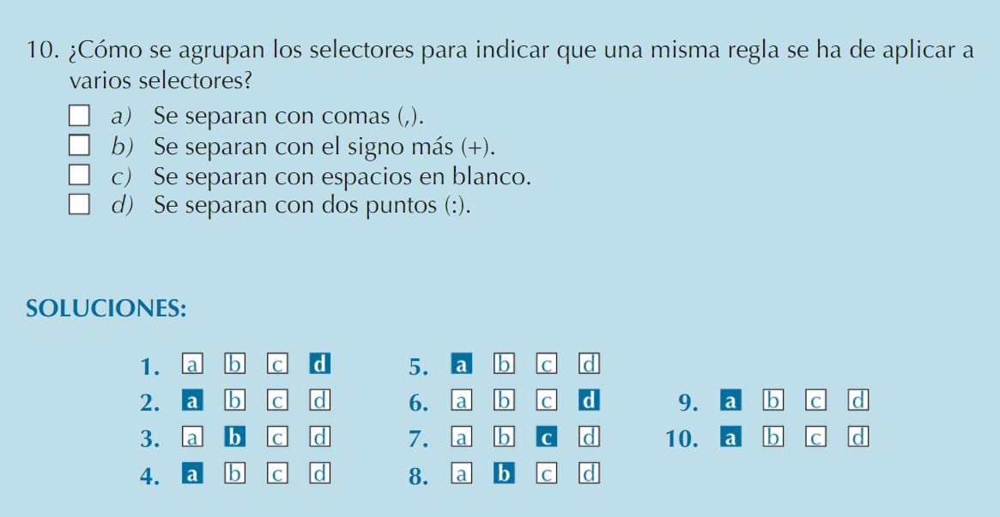 10. ¿Cómo se agrupan los selectores para indicar que una misma regla se ha de aplicar a
varios selectores?
a) Se separan con comas (,).
b) Se separan con el signo más (+).
c) Se separan con espacios en blanco.
d) Se separan con dos puntos (:).
SOLUCIONES:
1. a b c d
2. a b c d
3. a b c d
4. a b c d
5. a b c d
6. a b c d
7. a b c d
8. a b c d
9. a b c d
10. a b c d